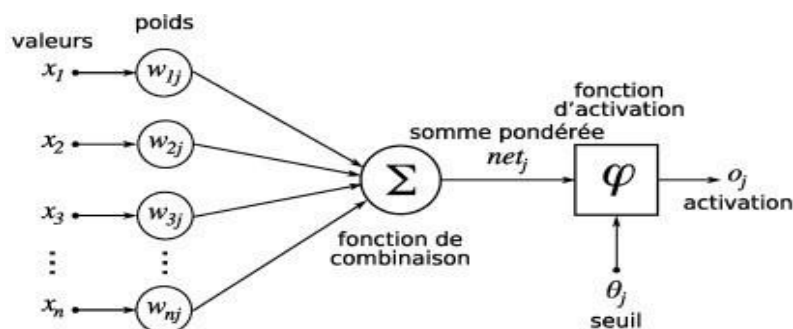 poids
valeurs
x1 w1j
fonction
d'activation
somme pondérée
x2 w2j
netj
Σ φ oj
activation
x3 w3j
fonction de
combinaison
⋮ ⋮
xn wnj
θj
seuil